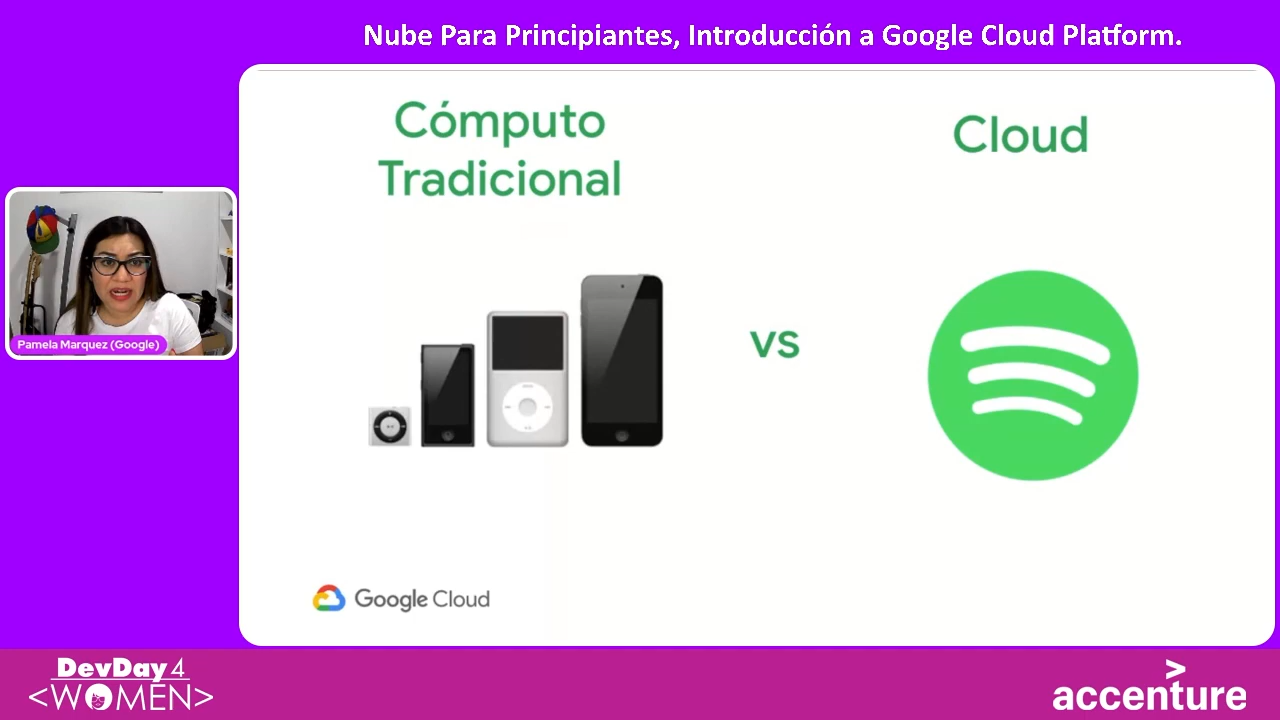 Nube Para Principiantes, Introducción a Google Cloud Platform.
Cómputo
Tradicional
Cloud
vs
Pamela Marquez (Google)
Google Cloud
DevDay4
<WOMEN>
accenture